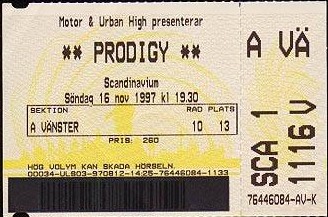 Motor & Urban High presenterar
** PRODIGY **
Scandinavium
Söndag 16 nov 1997 kl 19.30
SEKTION RAD PLATS
A VÄNSTER 10 13
PRIS: 260
HÖG VOLYM KAN SKADA HÖRSELN.
00034-ULS03-970812-14:25-76446084-1133
A VÄ
SCA 1
1116 V
76446084-AV-K